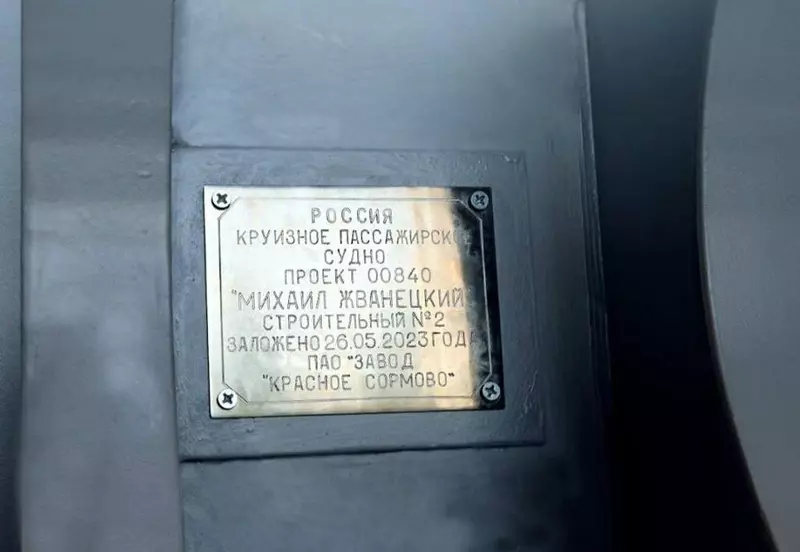 РОССИЯ
КРУИЗНОЕ ПАССАЖИРСКОЕ
СУДНО
ПРОЕКТ 00840
"МИХАИЛ ЖВАНЕЦКИЙ"
СТРОИТЕЛЬНЫЙ №2
ЗАЛОЖЕНО 26.05.2023 ГОДА
ПАО "ЗАВОД
"КРАСНОЕ СОРМОВО"